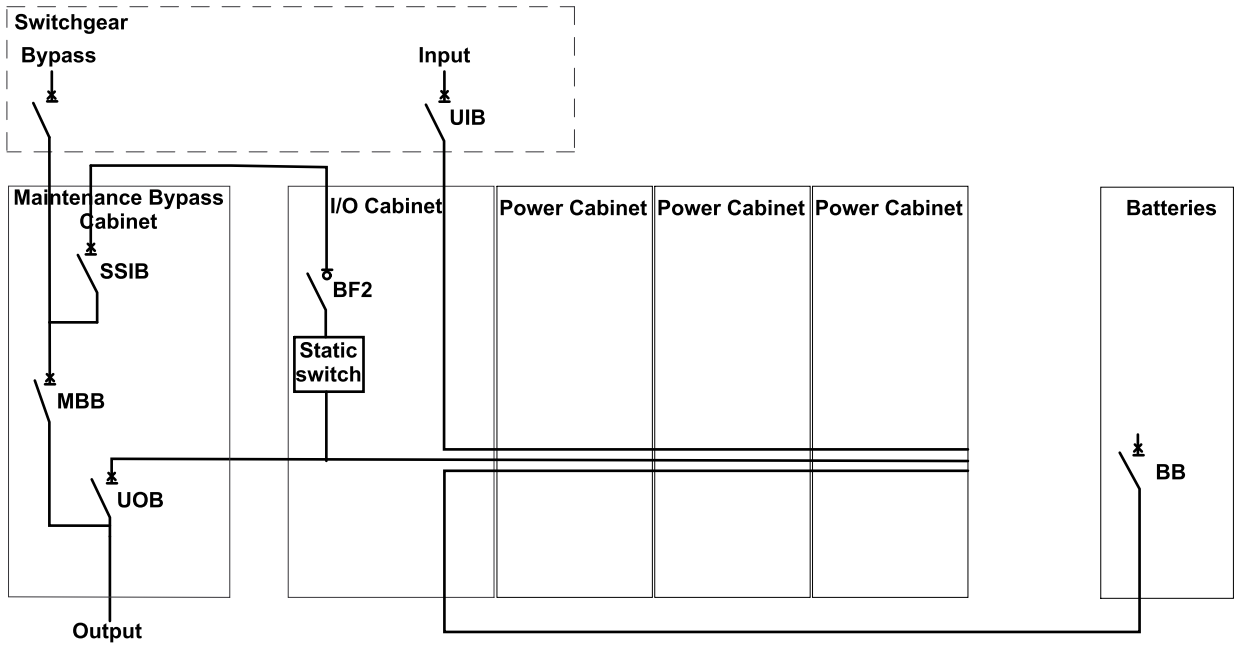 Switchgear
Bypass
Input
UIB
Maintenance Bypass
Cabinet
I/O Cabinet
Power Cabinet
Power Cabinet
Power Cabinet
Batteries
SSIB
BF2
Static
switch
MBB
BB
UOB
Output